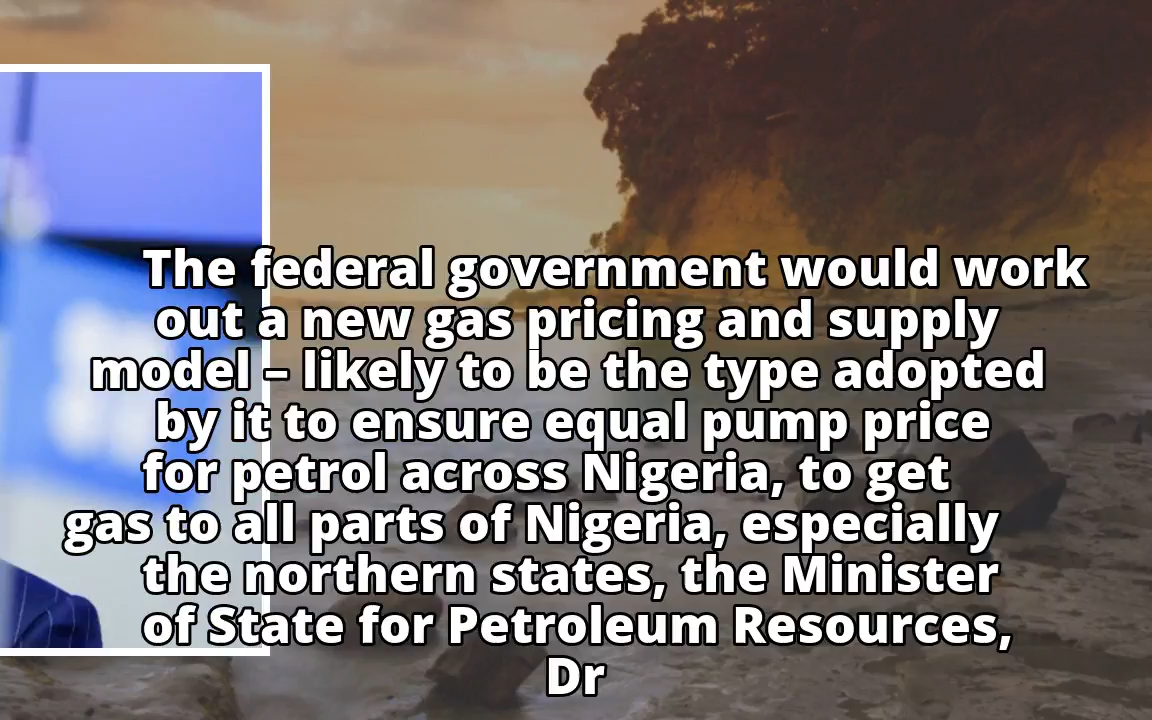 The federal government would work
out a new gas pricing and supply
model – likely to be the type adopted
by it to ensure equal pump price
for petrol across Nigeria, to get
gas to all parts of Nigeria, especially
the northern states, the Minister
of State for Petroleum Resources,
Dr